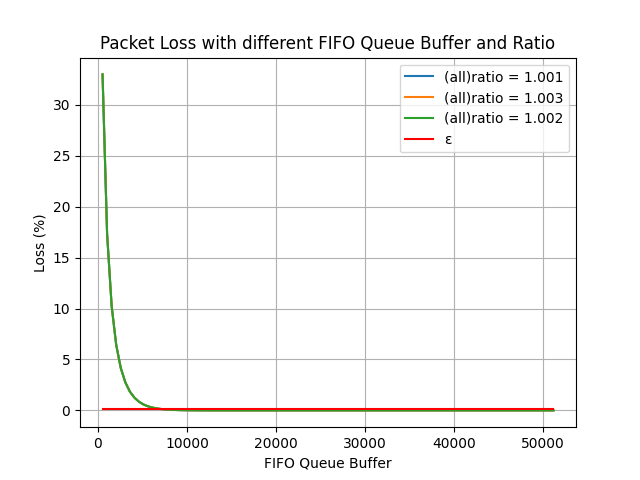 Packet Loss with different FIFO Queue Buffer and Ratio
(all)ratio = 1.001
(all)ratio = 1.003
(all)ratio = 1.002
ε
Loss (%)
30
25
20
15
10
5
0
0 10000 20000 30000 40000 50000
FIFO Queue Buffer